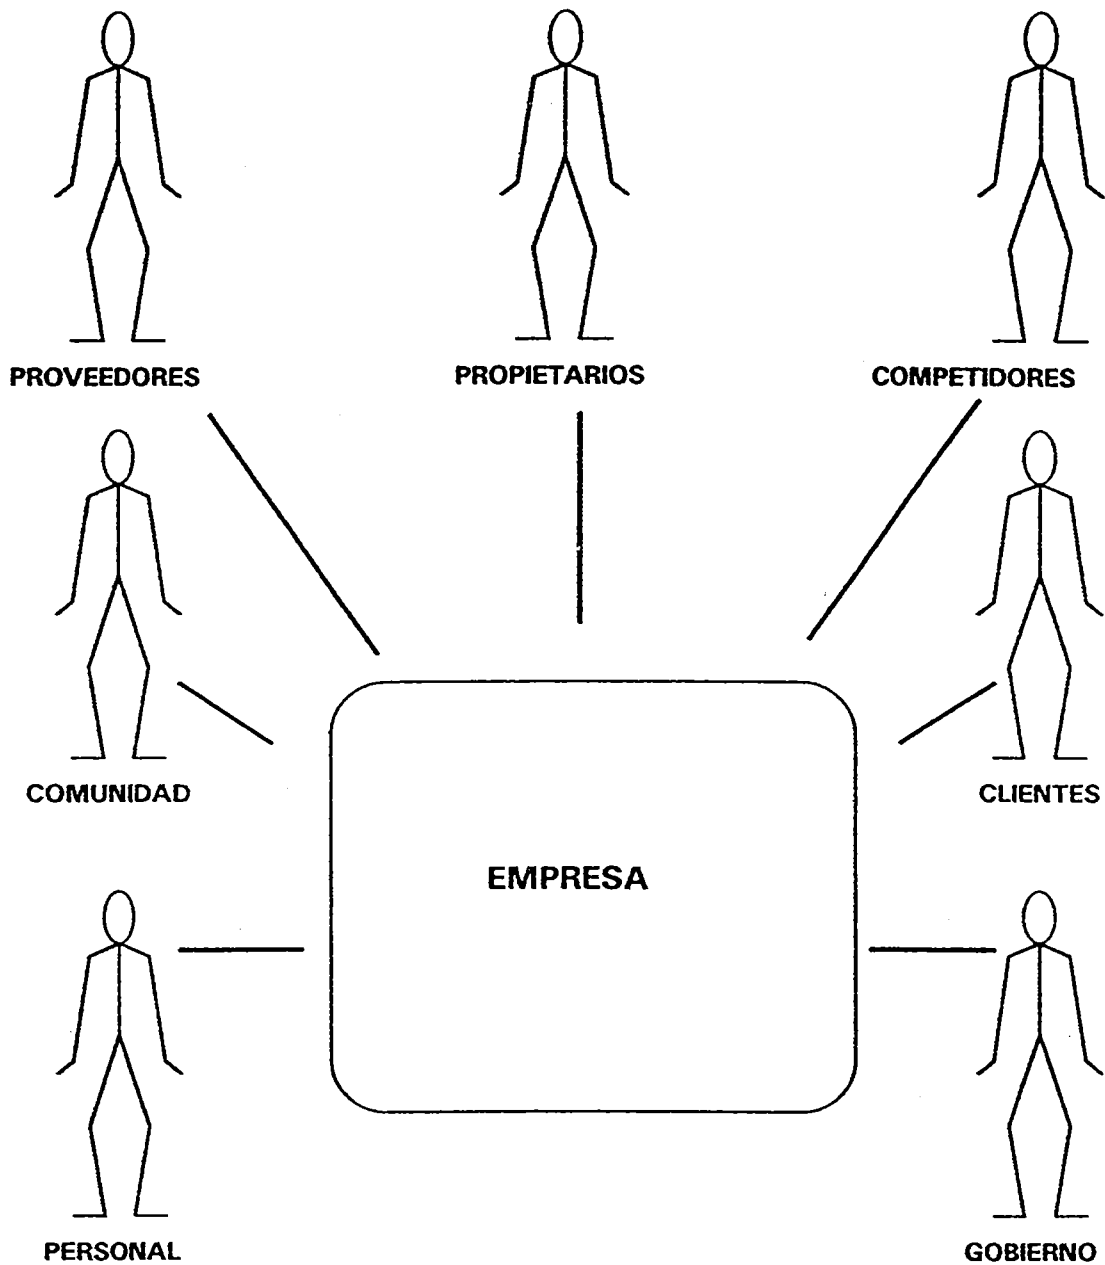 PROVEEDORES
PROPIETARIOS
COMPETIDORES
COMUNIDAD
CLIENTES
EMPRESA
PERSONAL
GOBIERNO